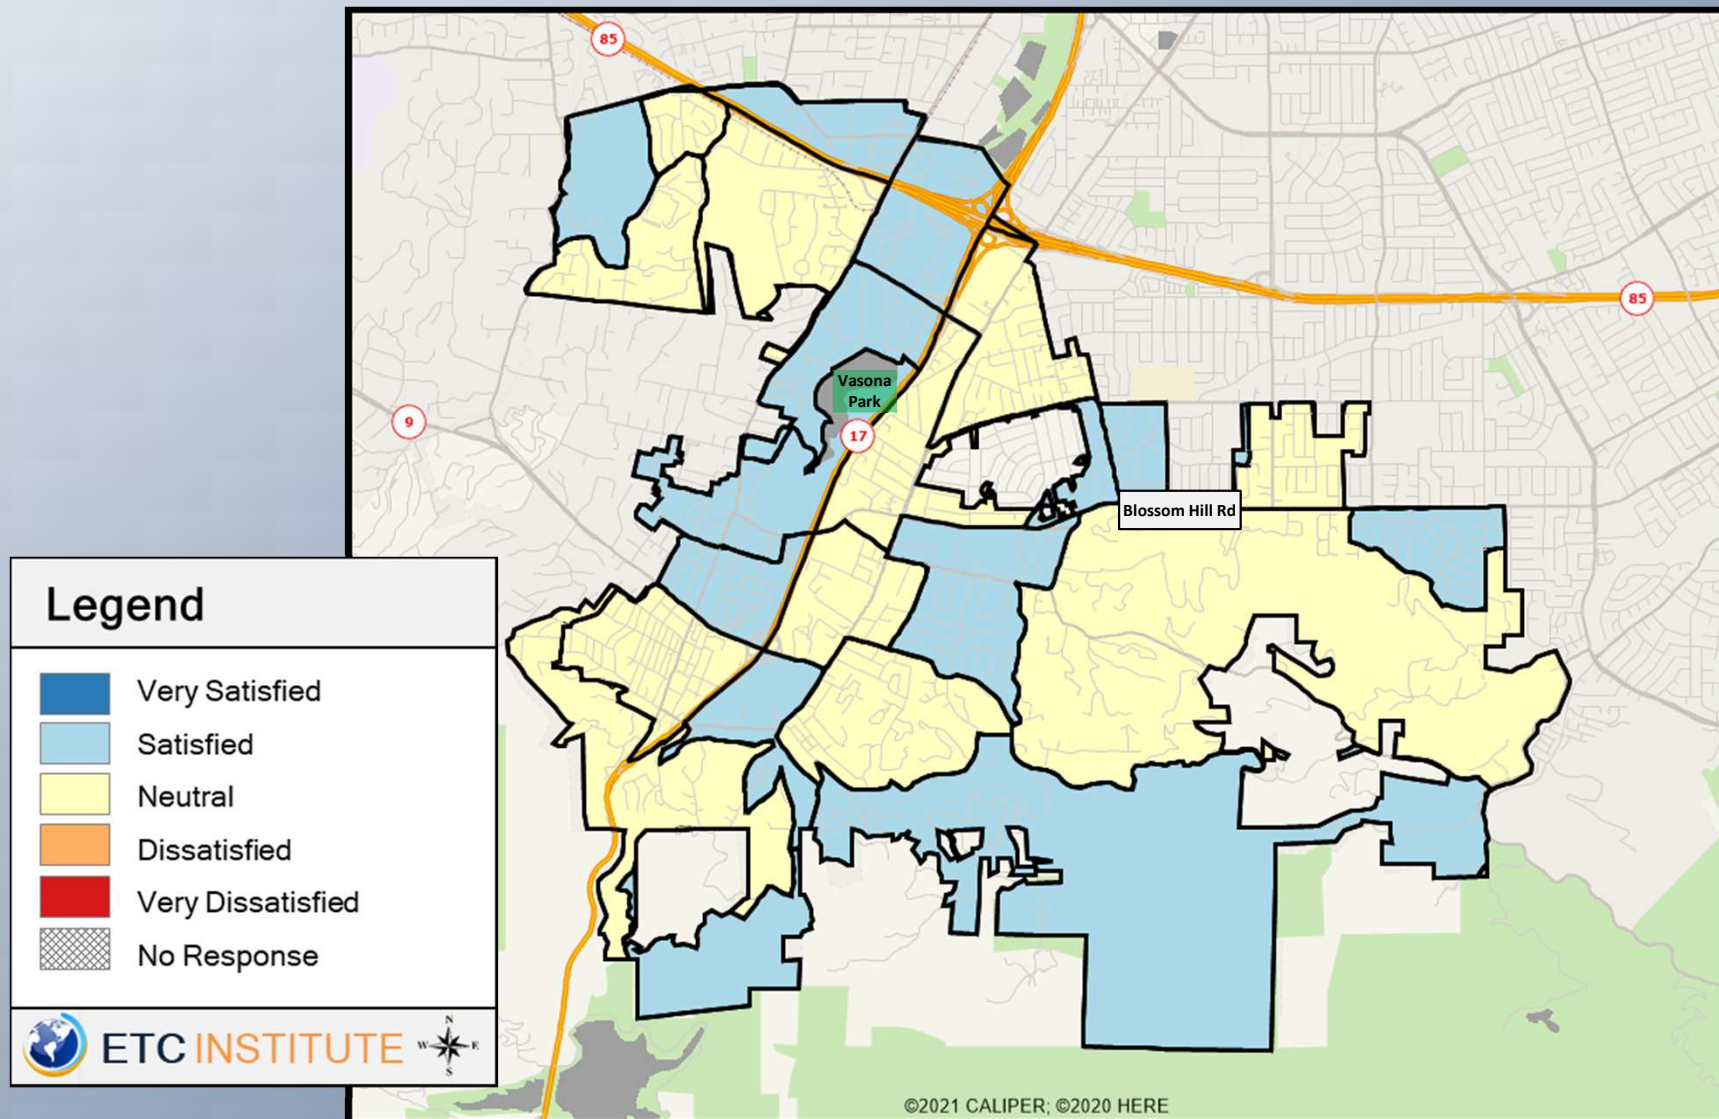 85
85
Vasona
Park
9
17
Blossom Hill Rd
Legend
Very Satisfied
Satisfied
Neutral
Dissatisfied
Very Dissatisfied
No Response
ETC INSTITUTE
N
W E
S
©2021 CALIPER; ©2020 HERE